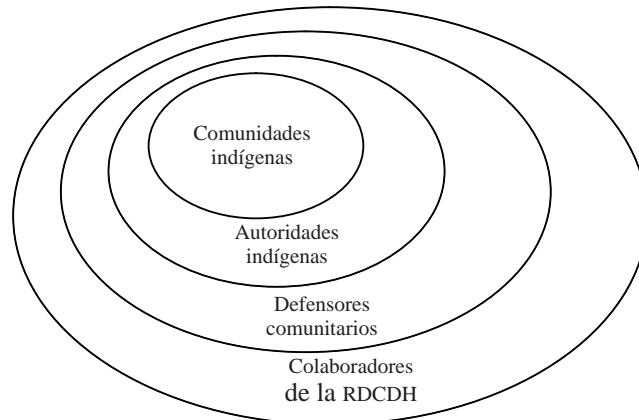 Comunidades
indígenas
Autoridades
indígenas
Defensores
comunitarios
Colaboradores
de la RDCDH